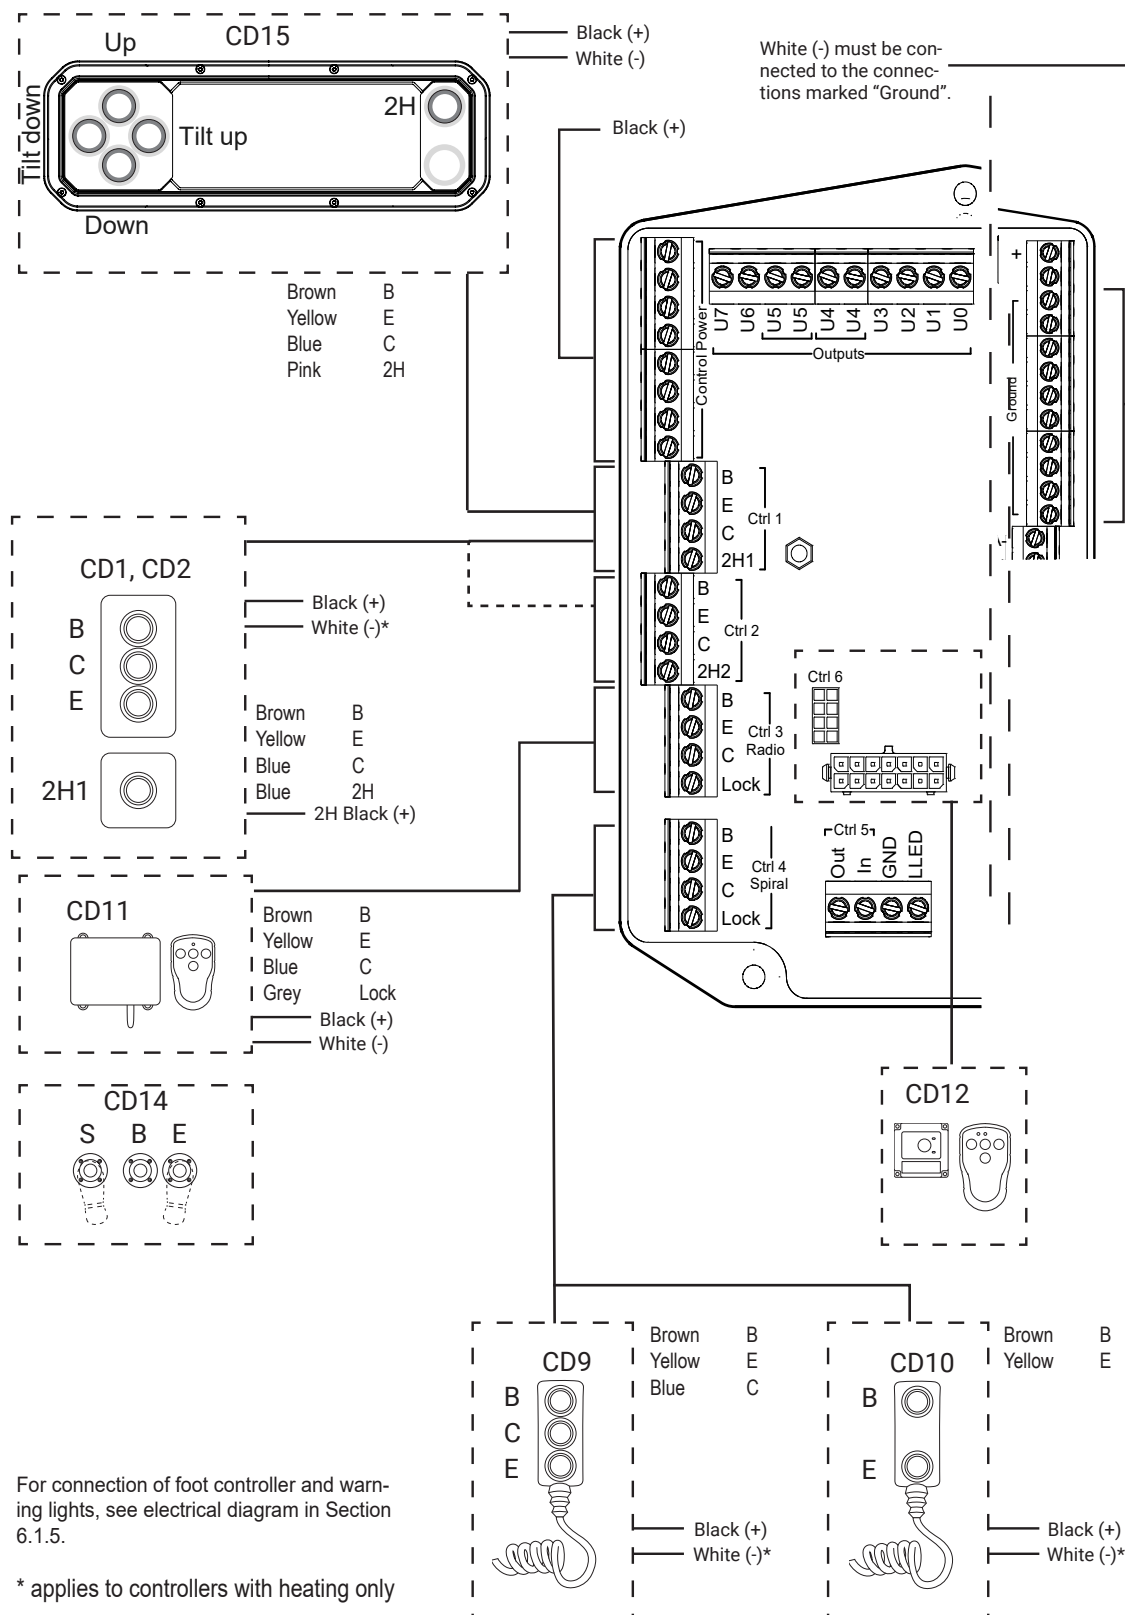 CD15
Up
Tilt down
Tilt up
2H
Down
Black (+)
White (-)
White (-) must be con-
nected to the connec-
tions marked “Ground”.
Black (+)
Brown B
Yellow E
Blue C
Pink 2H
Control Power
U7 U6 U5 U5 U4 U4 U3 U2 U1 U0
Outputs
+
Ground
B
E
C
2H1
Ctrl 1
B
E
C
2H2
Ctrl 2
B
E
C
Lock
Ctrl 3
Radio
B
E
C
Lock
Ctrl 4
Spiral
Ctrl 6
Ctrl 5
Out In GND LLED
CD1, CD2
B
C
E
2H1
Black (+)
White (-)*
Brown B
Yellow E
Blue C
Blue 2H
2H Black (+)
CD11
Brown B
Yellow E
Blue C
Grey Lock
Black (+)
White (-)
CD14
S B E
CD12
CD9
B
C
E
Brown B
Yellow E
Blue C
Black (+)
White (-)*
CD10
B
E
Brown B
Yellow E
Black (+)
White (-)*
For connection of foot controller and warn-
ing lights, see electrical diagram in Section
6.1.5.
* applies to controllers with heating only